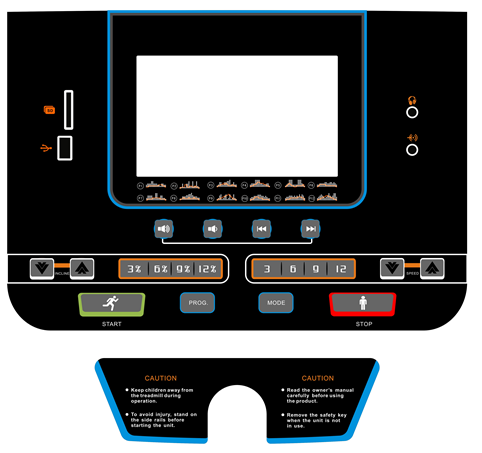 3% 6% 9% 12%
3 6 9 12
INCLINE
SPEED
PROG.
MODE
START
STOP
CAUTION
Keep children away from
the treadmill during
operation.
To avoid injury, stand on
the side rails before
starting the unit.
CAUTION
Read the owner's manual
carefully before using
the product.
Remove the safety key
when the unit is not
in use.